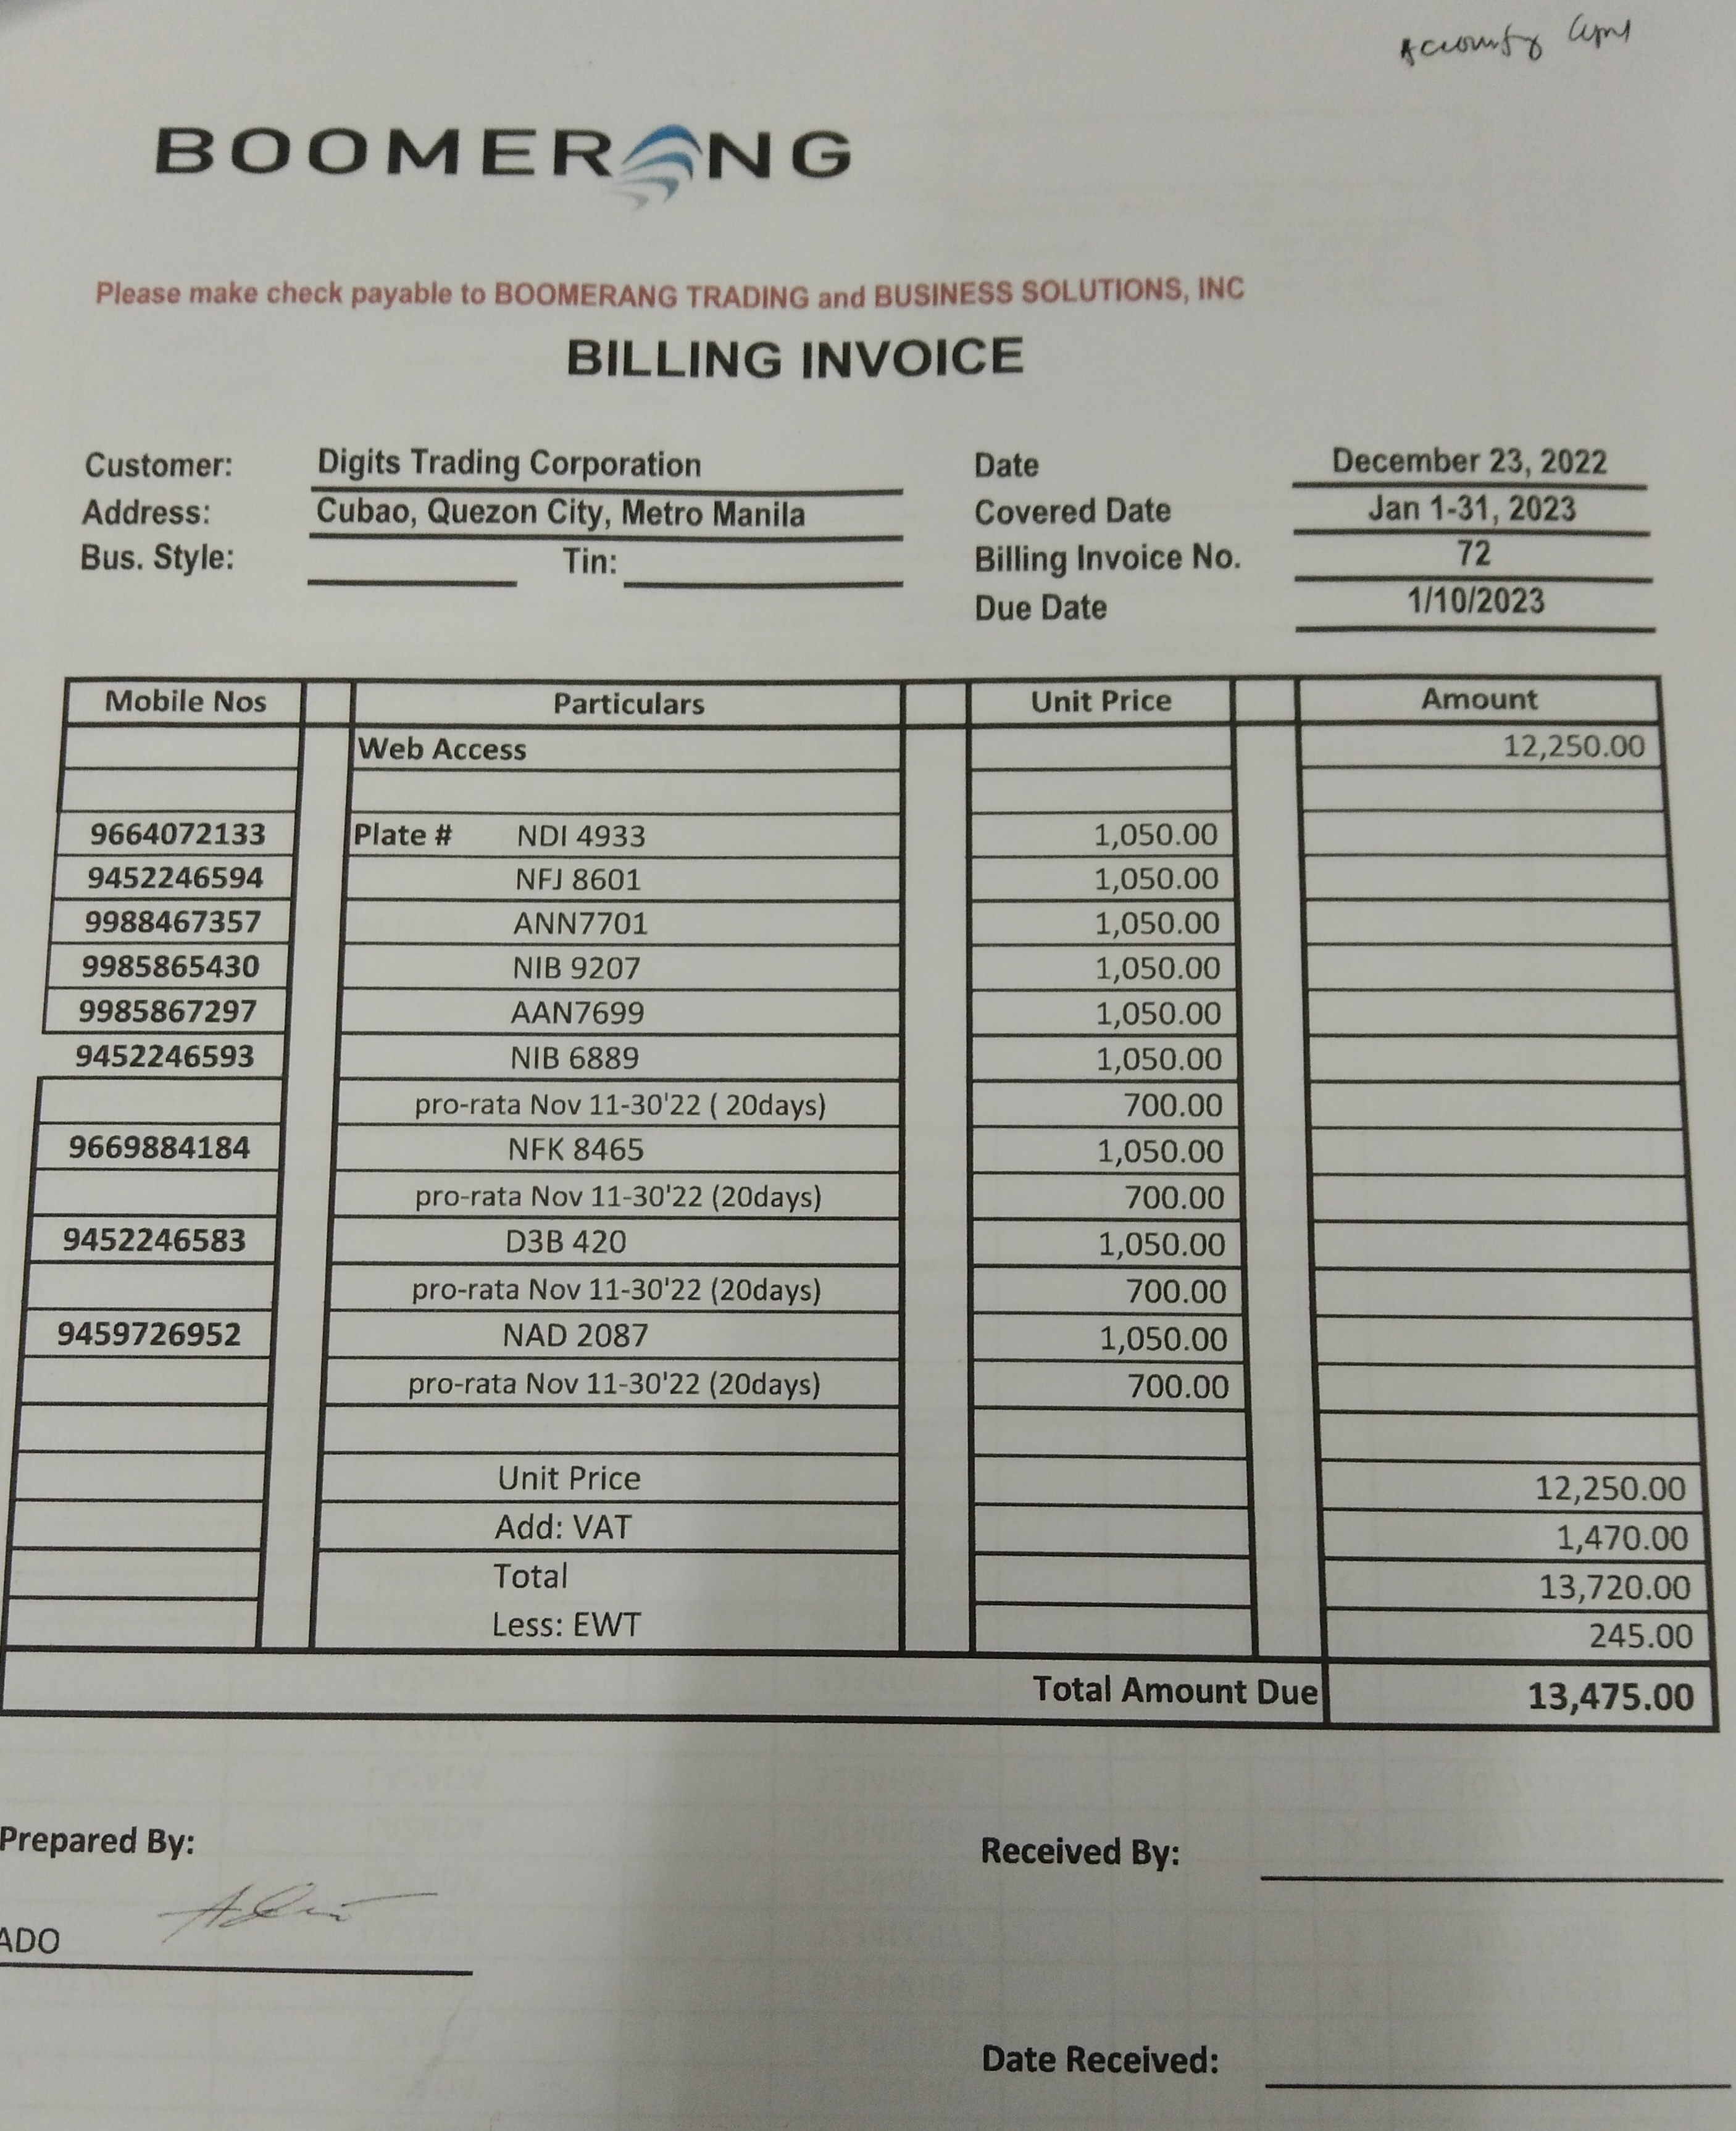 BOOMERANG
Please make check payable to BOOMERANG TRADING and BUSINESS SOLUTIONS, INC
BILLING INVOICE
Customer: Digits Trading Corporation Date December 23, 2022
Address: Cubao, Quezon City, Metro Manila Covered Date Jan 1-31, 2023
Bus. Style: Tin: Billing Invoice No. 72
Due Date 1/10/2023
Mobile Nos Particulars Unit Price Amount
Web Access 12,250.00
9664072133 Plate # NDI 4933 1,050.00
9452246594 NFJ 8601 1,050.00
9988467357 ANN7701 1,050.00
9985865430 NIB 9207 1,050.00
9985867297 AAN7699 1,050.00
9452246593 NIB 6889 1,050.00
pro-rata Nov 11-30'22 ( 20days) 700.00
9669884184 NFK 8465 1,050.00
pro-rata Nov 11-30'22 (20days) 700.00
9452246583 D3B 420 1,050.00
pro-rata Nov 11-30'22 (20days) 700.00
9459726952 NAD 2087 1,050.00
pro-rata Nov 11-30'22 (20days) 700.00
Unit Price 12,250.00
Add: VAT 1,470.00
Total 13,720.00
Less: EWT 245.00
Total Amount Due 13,475.00
Prepared By: Received By:
ADO
Date Received: